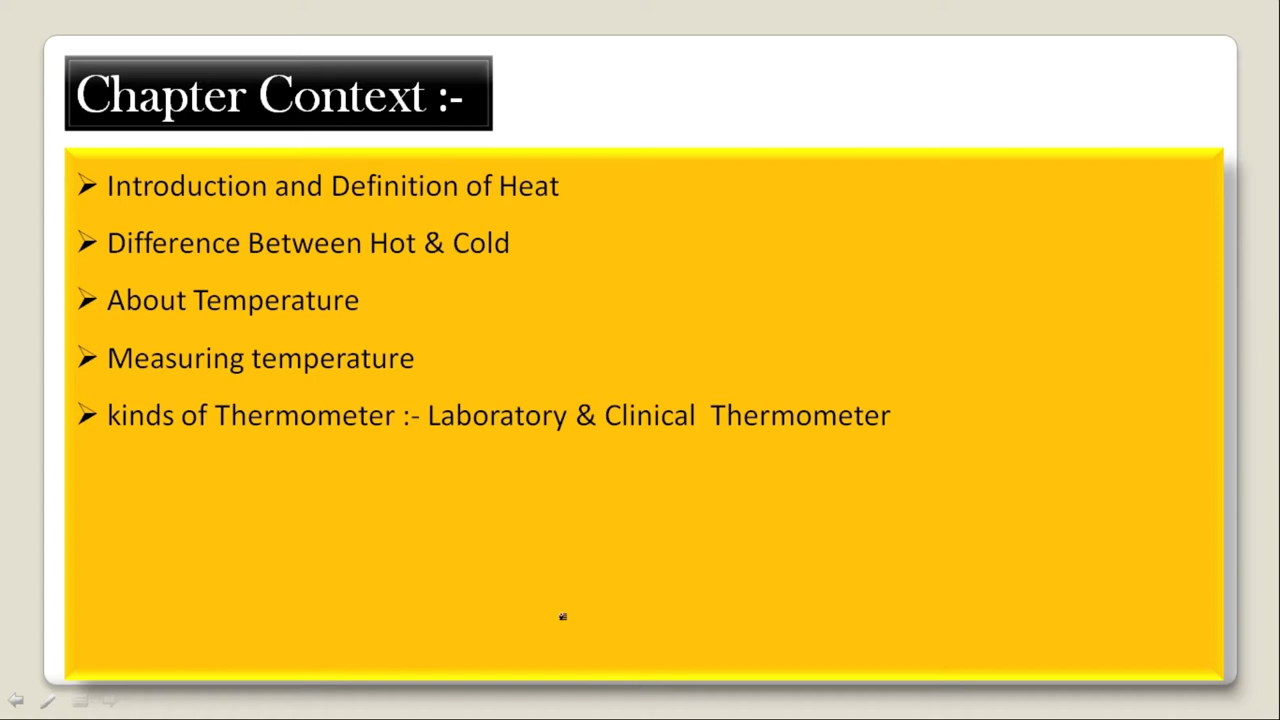 Chapter Context :-
➢ Introduction and Definition of Heat
➢ Difference Between Hot & Cold
➢ About Temperature
➢ Measuring temperature
➢ kinds of Thermometer :- Laboratory & Clinical Thermometer